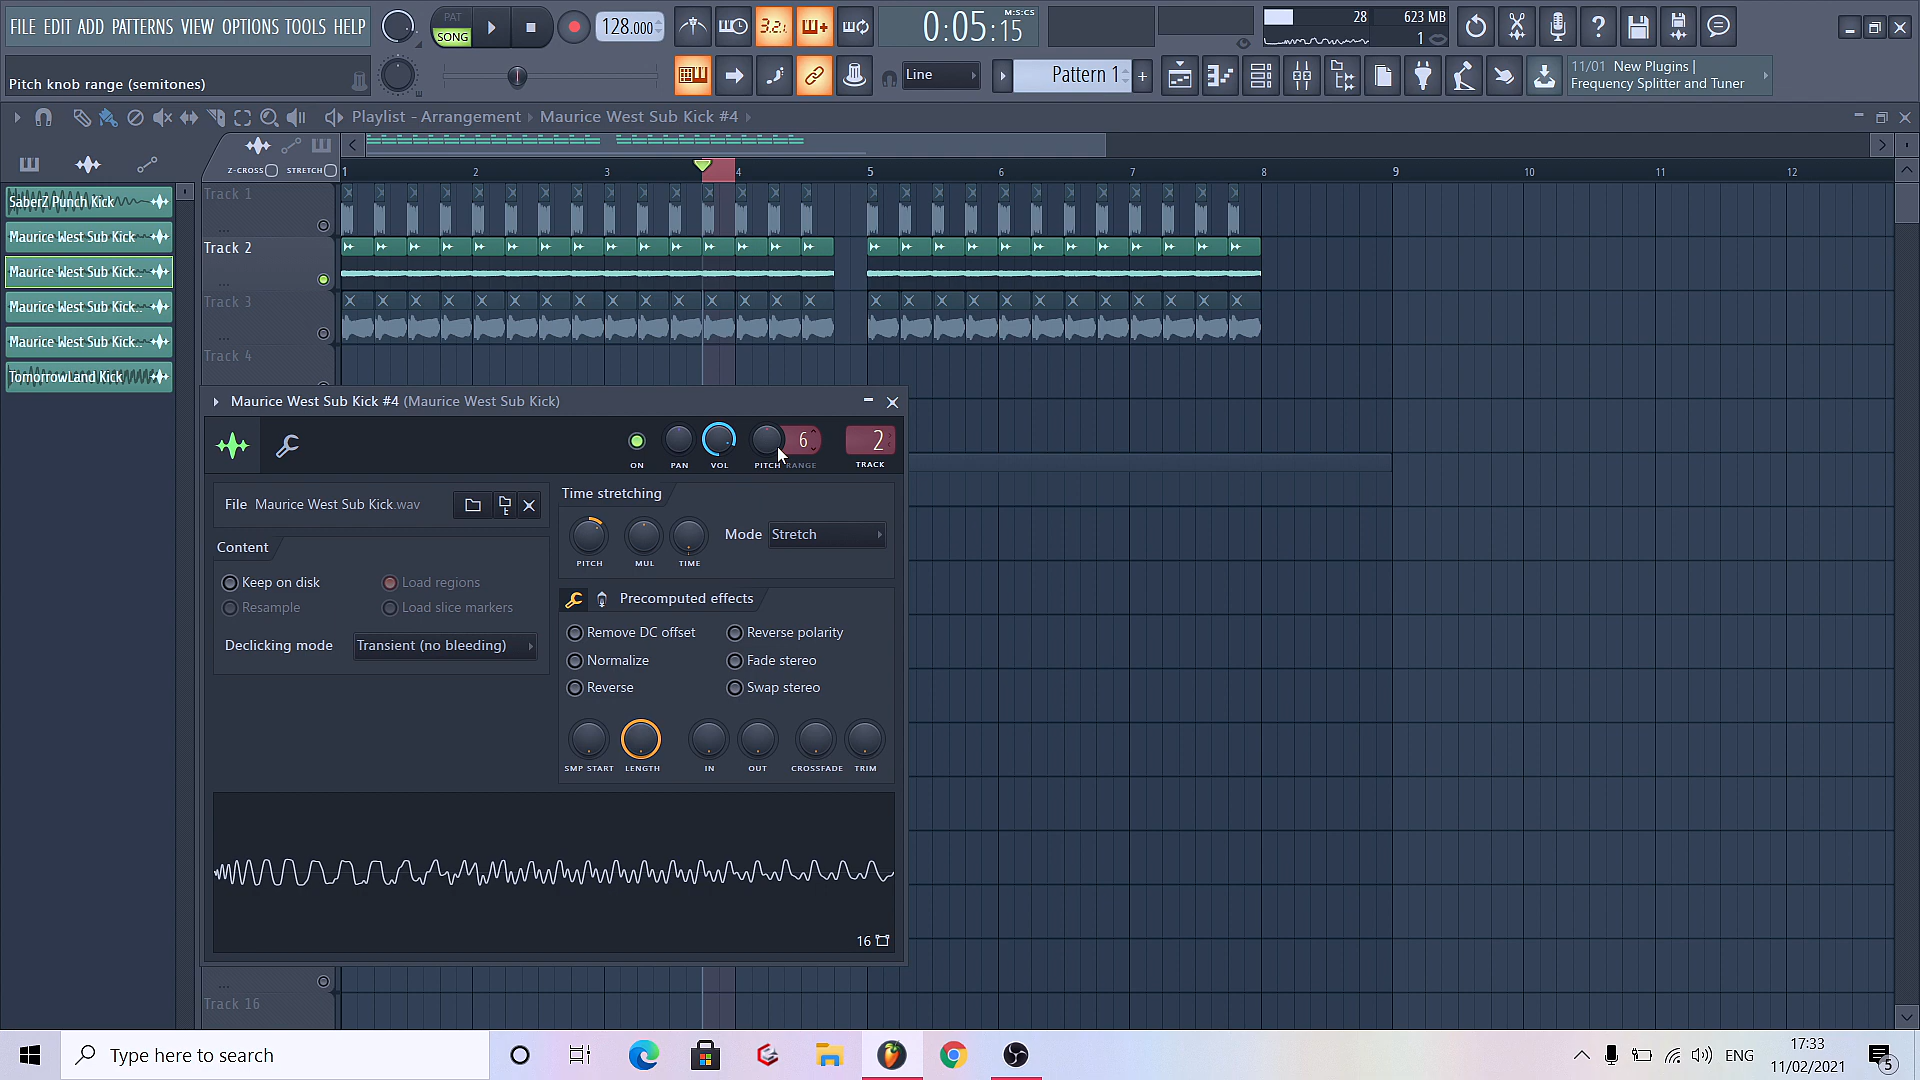 FILE EDIT ADD PATTERNS VIEW OPTIONS TOOLS HELP
PAT
SONG
128.000
3.2.
0:05:15
M:S:CS
28
623 MB
1
Pitch knob range (semitones)
Line
Pattern 1
+
11/01 New Plugins |
Frequency Splitter and Tuner
Playlist - Arrangement › Maurice West Sub Kick #4
Z-CROSS
STRETCH
1 2 3 4 5 6 7 8 9 10 11 12
SaberZ Punch Kick
Maurice West Sub Kick
Maurice West Sub Kick..
Maurice West Sub Kick..
Maurice West Sub Kick..
TomorrowLand Kick
Track 1
...
Track 2
...
Track 3
...
Track 4
Maurice West Sub Kick #4 (Maurice West Sub Kick)
6
2
ON
PAN
VOL
PITCH
RANGE
TRACK
File Maurice West Sub Kick.wav
Content
Keep on disk
Load regions
Resample
Load slice markers
Declicking mode
Transient (no bleeding)
Time stretching
Mode
Stretch
PITCH
MUL
TIME
Precomputed effects
Remove DC offset
Reverse polarity
Normalize
Fade stereo
Reverse
Swap stereo
SMP START
LENGTH
IN
OUT
CROSSFADE
TRIM
16
...
Track 16
Type here to search
ENG
17:33
11/02/2021
5